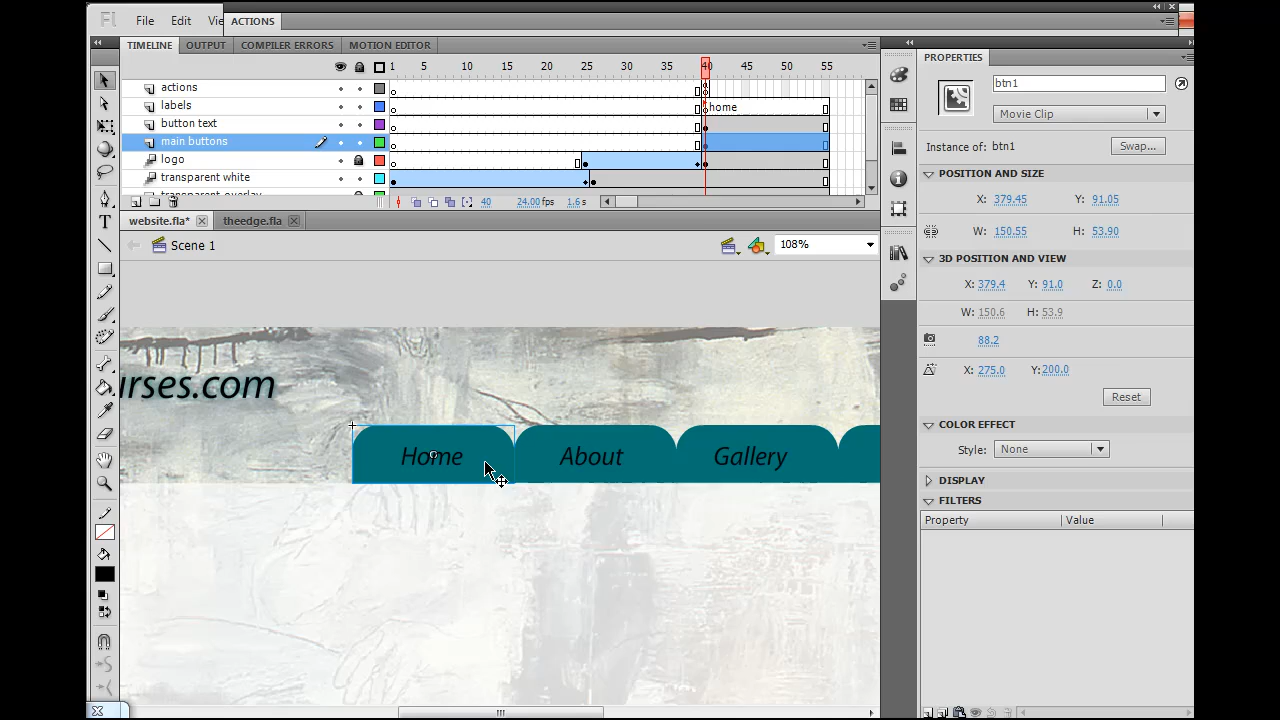 Fl File Edit Vie ACTIONS
TIMELINE OUTPUT COMPILER ERRORS MOTION EDITOR
1 5 10 15 20 25 30 35 40 45 50 55
actions
labels home
button text
main buttons
logo
transparent white
transparent overlay
40 24.00 fps 1.6 s
website.fla* theedge.fla
Scene 1 108%
urses.com
Home About Gallery
PROPERTIES
btn1
Movie Clip
Instance of: btn1 Swap...
POSITION AND SIZE
X: 379.45 Y: 91.05
W: 150.55 H: 53.90
3D POSITION AND VIEW
X: 379.4 Y: 91.0 Z: 0.0
W: 150.6 H: 53.9
88.2
X: 275.0 Y: 200.0
Reset
COLOR EFFECT
Style: None
DISPLAY
FILTERS
Property Value